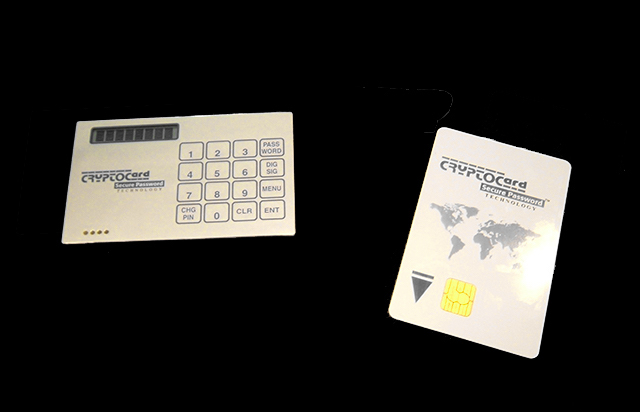 CRYPTOCard
Secure Password
TECHNOLOGY
1 2 3 PASS WORD
4 5 6 DIG SIG
7 8 9 MENU
CHG PIN 0 CLR ENT
CRYPTOCard
Secure Password™
TECHNOLOGY